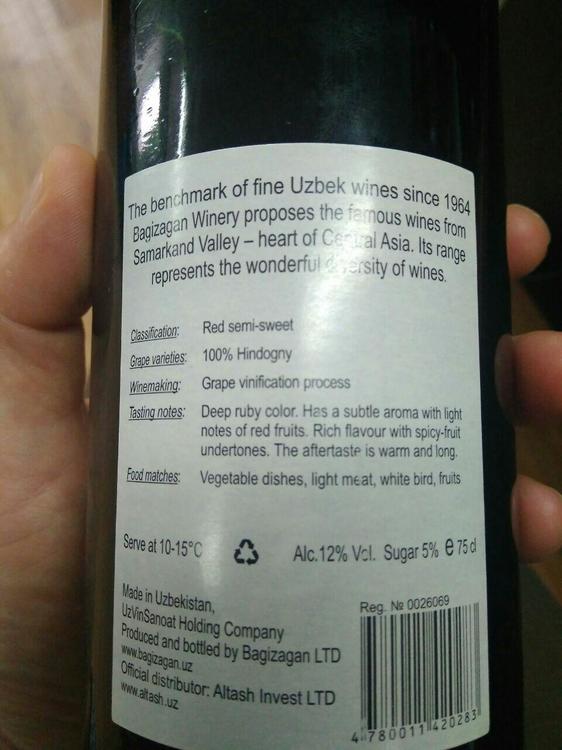 The benchmark of fine Uzbek wines since 1964
Bagizagan Winery proposes the famous wines from
Samarkand Valley – heart of Central Asia. Its range
represents the wonderful diversity of wines.
Classification: Red semi-sweet
Grape varieties: 100% Hindogny
Winemaking: Grape vinification process
Tasting notes: Deep ruby color. Has a subtle aroma with light
notes of red fruits. Rich flavour with spicy-fruit
undertones. The aftertaste is warm and long.
Food matches: Vegetable dishes, light meat, white bird, fruits
Serve at 10-15°C Alc.12% Vol. Sugar 5% e 75 cl
Made in Uzbekistan,
UzVinSanoat Holding Company
Produced and bottled by Bagizagan LTD
www.bagizagan.uz
Official distributor: Altash Invest LTD
www.altash.uz
Reg. № 0026069
4 780011 420283